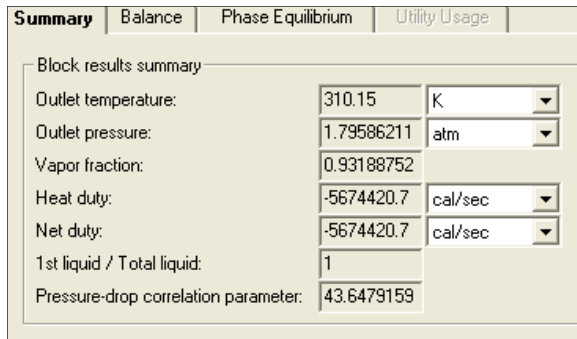 Summary Balance Phase Equilibrium Utility Usage
Block results summary
Outlet temperature: 310.15 K
Outlet pressure: 1.79586211 atm
Vapor fraction: 0.93188752
Heat duty: -5674420.7 cal/sec
Net duty: -5674420.7 cal/sec
1st liquid / Total liquid: 1
Pressure-drop correlation parameter: 43.6479159